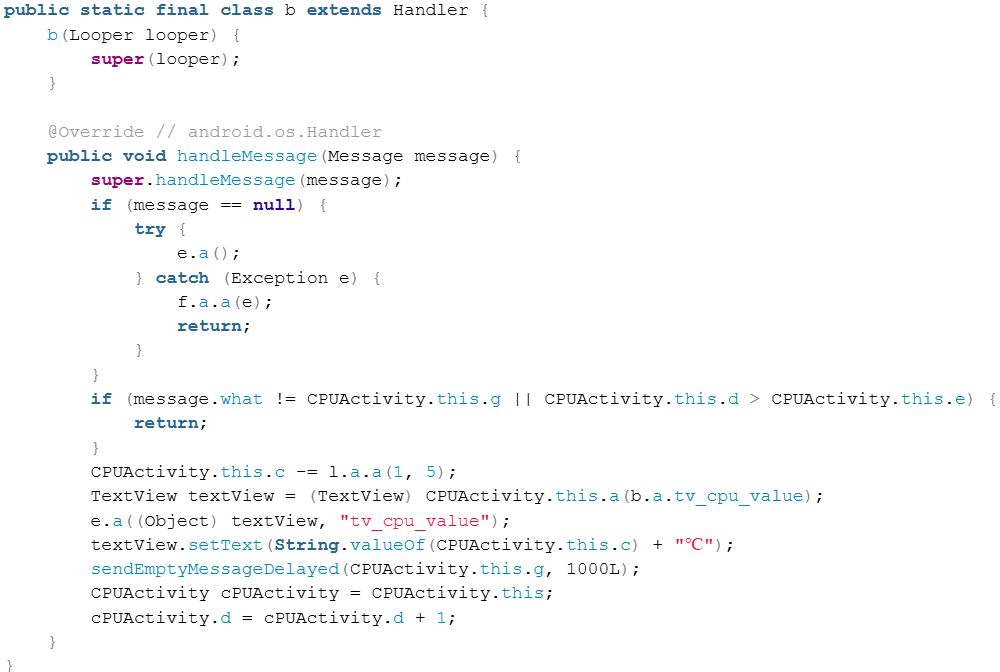 public static final class b extends Handler {
    b(Looper looper) {
        super(looper);
    }

    @Override // android.os.Handler
    public void handleMessage(Message message) {
        super.handleMessage(message);
        if (message == null) {
            try {
                e.a();
            } catch (Exception e) {
                f.a.a(e);
                return;
            }
        }
        if (message.what != CPUActivity.this.g || CPUActivity.this.d > CPUActivity.this.e) {
            return;
        }
        CPUActivity.this.c -= l.a.a(1, 5);
        TextView textView = (TextView) CPUActivity.this.a(b.a.tv_cpu_value);
        e.a((Object) textView, "tv_cpu_value");
        textView.setText(String.valueOf(CPUActivity.this.c) + "℃");
        sendEmptyMessageDelayed(CPUActivity.this.g, 1000L);
        CPUActivity cPUActivity = CPUActivity.this;
        cPUActivity.d = cPUActivity.d + 1;
    }
}